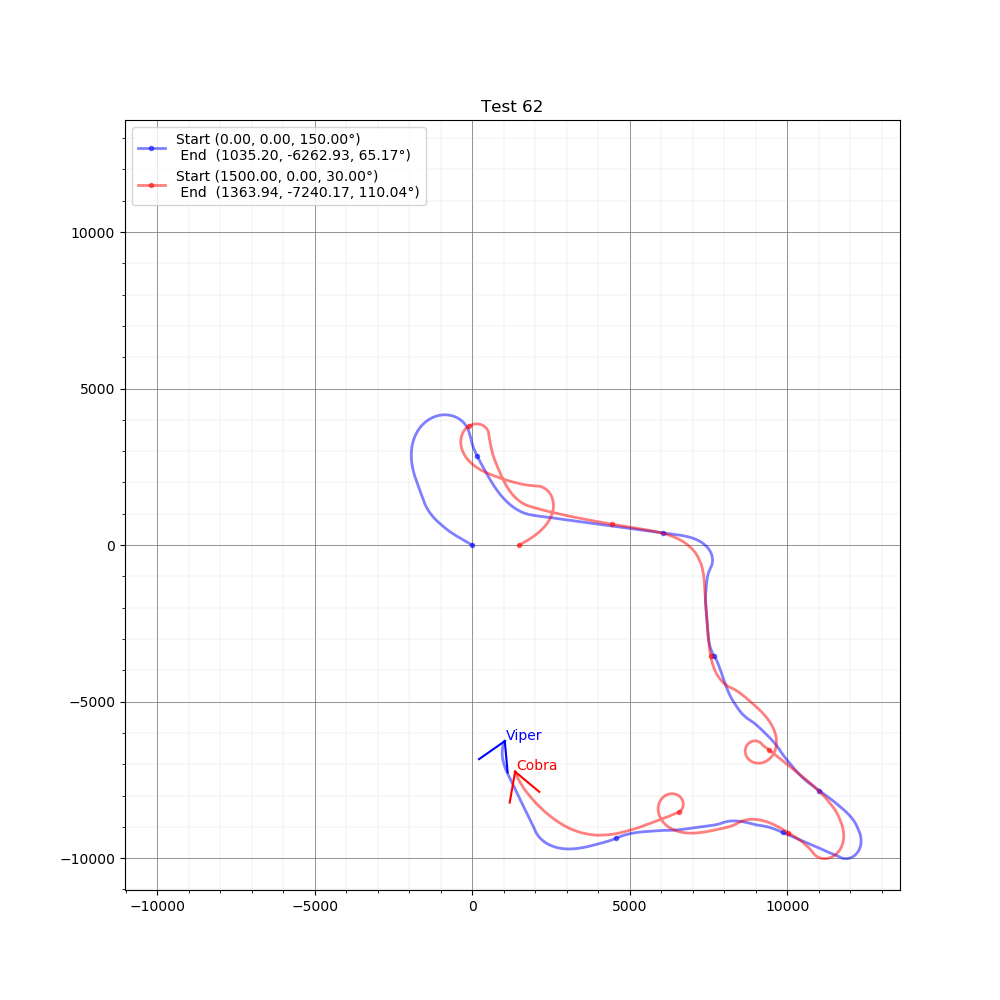 Test 62
Start (0.00, 0.00, 150.00°)
End  (1035.20, -6262.93, 65.17°)
Start (1500.00, 0.00, 30.00°)
End  (1363.94, -7240.17, 110.04°)
10000
5000
0
−5000
−10000
Viper
Cobra
−10000
−5000
0
5000
10000